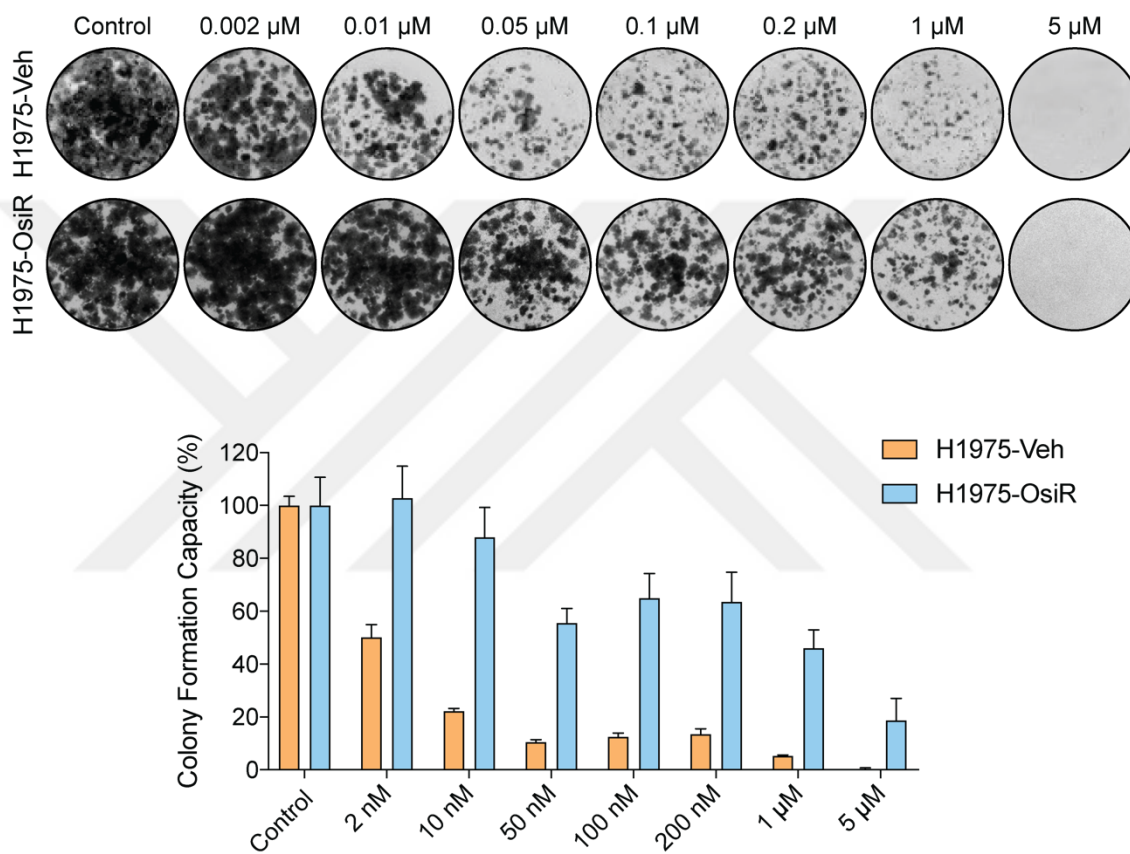 Control 0.002 µM 0.01 µM 0.05 µM 0.1 µM 0.2 µM 1 µM 5 µM
H1975-Veh
H1975-OsiR
Colony Formation Capacity (%)
120
100
80
60
40
20
0
H1975-Veh
H1975-OsiR
Control 2 nM 10 nM 50 nM 100 nM 200 nM 1 µM 5 µM